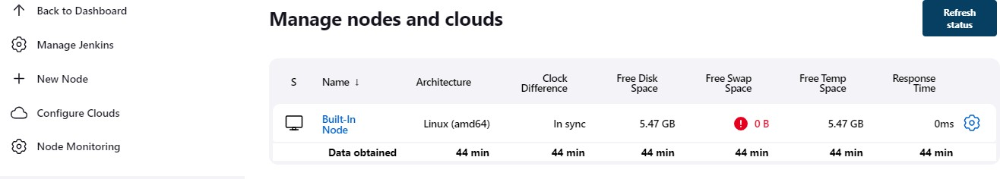 Back to Dashboard
Manage Jenkins
New Node
Configure Clouds
Node Monitoring
Manage nodes and clouds
Refresh
status
S Name ↓ Architecture Clock Difference Free Disk Space Free Swap Space Free Temp Space Response Time
Built-In Node Linux (amd64) In sync 5.47 GB 0 B 5.47 GB 0ms
Data obtained 44 min 44 min 44 min 44 min 44 min 44 min